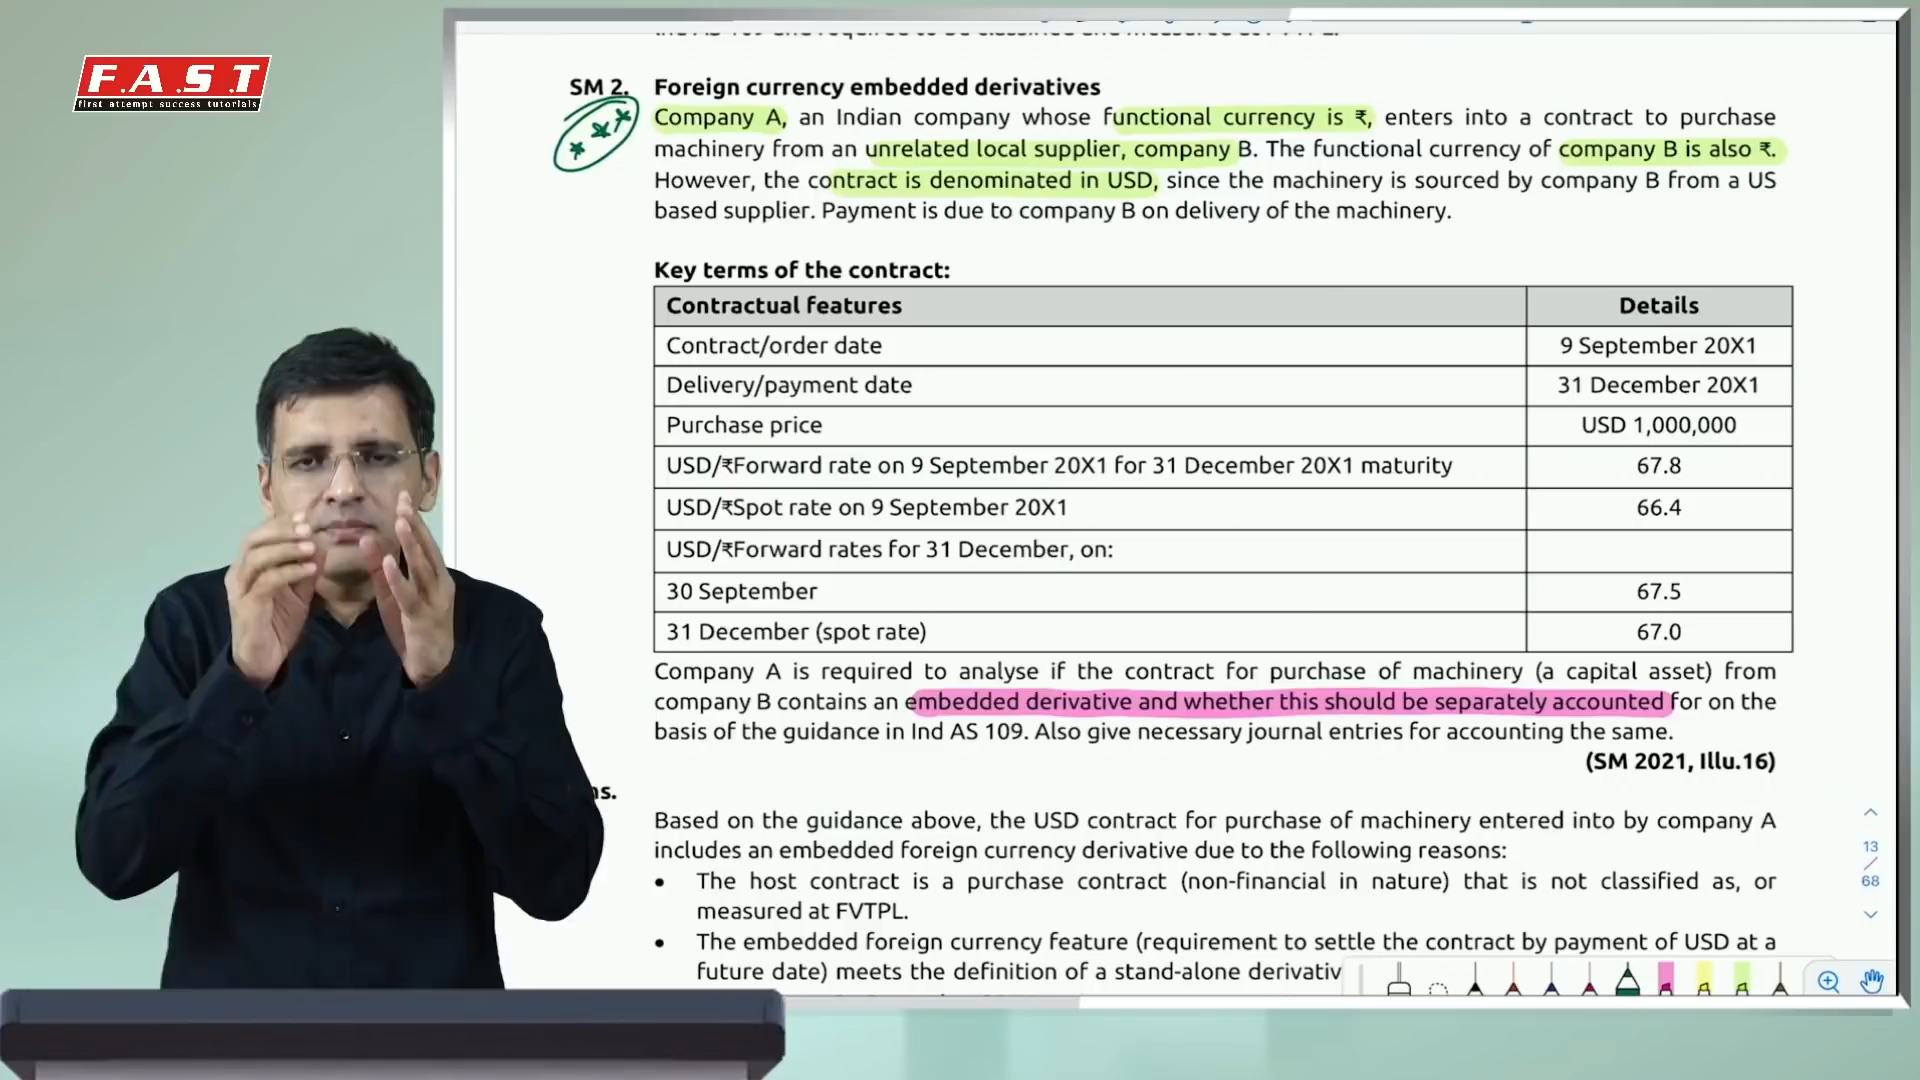 F.A.S.T
first attempt success tutorials
SM 2. Foreign currency embedded derivatives
Company A, an Indian company whose functional currency is ₹, enters into a contract to purchase
machinery from an unrelated local supplier, company B. The functional currency of company B is also ₹.
However, the contract is denominated in USD, since the machinery is sourced by company B from a US
based supplier. Payment is due to company B on delivery of the machinery.
Key terms of the contract:
Contractual features Details
Contract/order date 9 September 20X1
Delivery/payment date 31 December 20X1
Purchase price USD 1,000,000
USD/₹Forward rate on 9 September 20X1 for 31 December 20X1 maturity 67.8
USD/₹Spot rate on 9 September 20X1 66.4
USD/₹Forward rates for 31 December, on:
30 September 67.5
31 December (spot rate) 67.0
Company A is required to analyse if the contract for purchase of machinery (a capital asset) from
company B contains an embedded derivative and whether this should be separately accounted for on the
basis of the guidance in Ind AS 109. Also give necessary journal entries for accounting the same.
(SM 2021, Illu.16)
ns.
Based on the guidance above, the USD contract for purchase of machinery entered into by company A
includes an embedded foreign currency derivative due to the following reasons:
• The host contract is a purchase contract (non-financial in nature) that is not classified as, or
measured at FVTPL.
• The embedded foreign currency feature (requirement to settle the contract by payment of USD at a
future date) meets the definition of a stand-alone derivativ
13
68